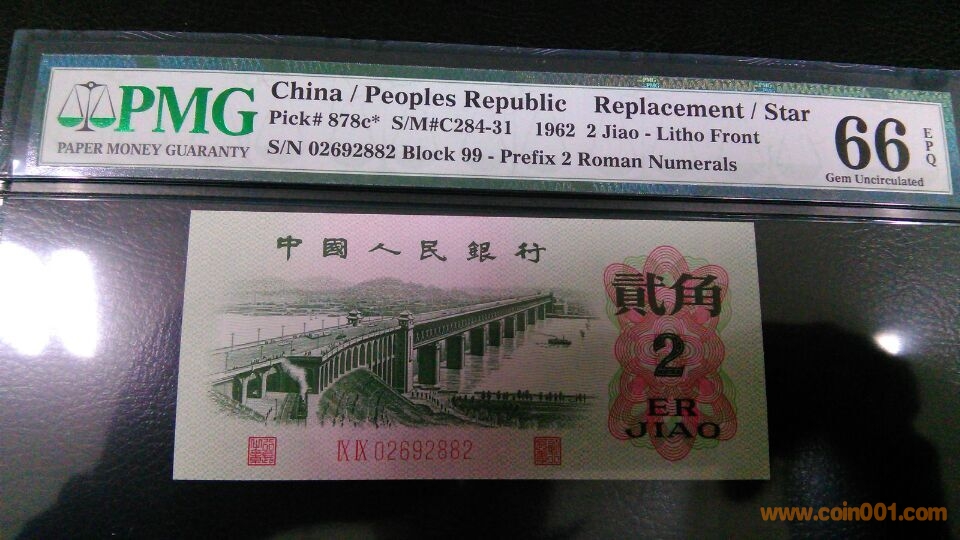 PMG
PAPER MONEY GUARANTY
China / Peoples Republic Replacement / Star
Pick# 878c* S/M#C284-31 1962 2 Jiao - Litho Front
S/N 02692882 Block 99 - Prefix 2 Roman Numerals
66
EPQ
Gem Uncirculated
中國人民銀行
貳角
2
ER
JIAO
IX IX 02692882
www.coin001.com